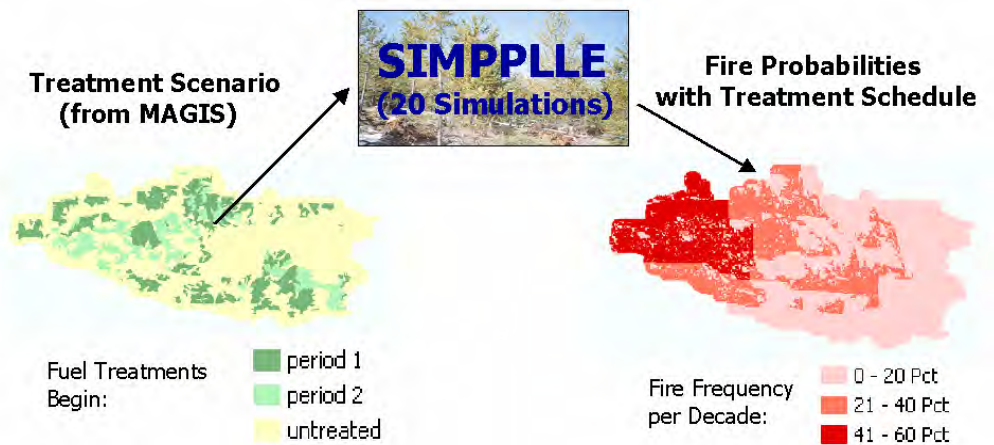 Treatment Scenario
(from MAGIS)
SIMPPLLE
(20 Simulations)
Fire Probabilities
with Treatment Schedule
Fuel Treatments
Begin:
period 1
period 2
untreated
Fire Frequency
per Decade:
0 - 20 Pct
21 - 40 Pct
41 - 60 Pct